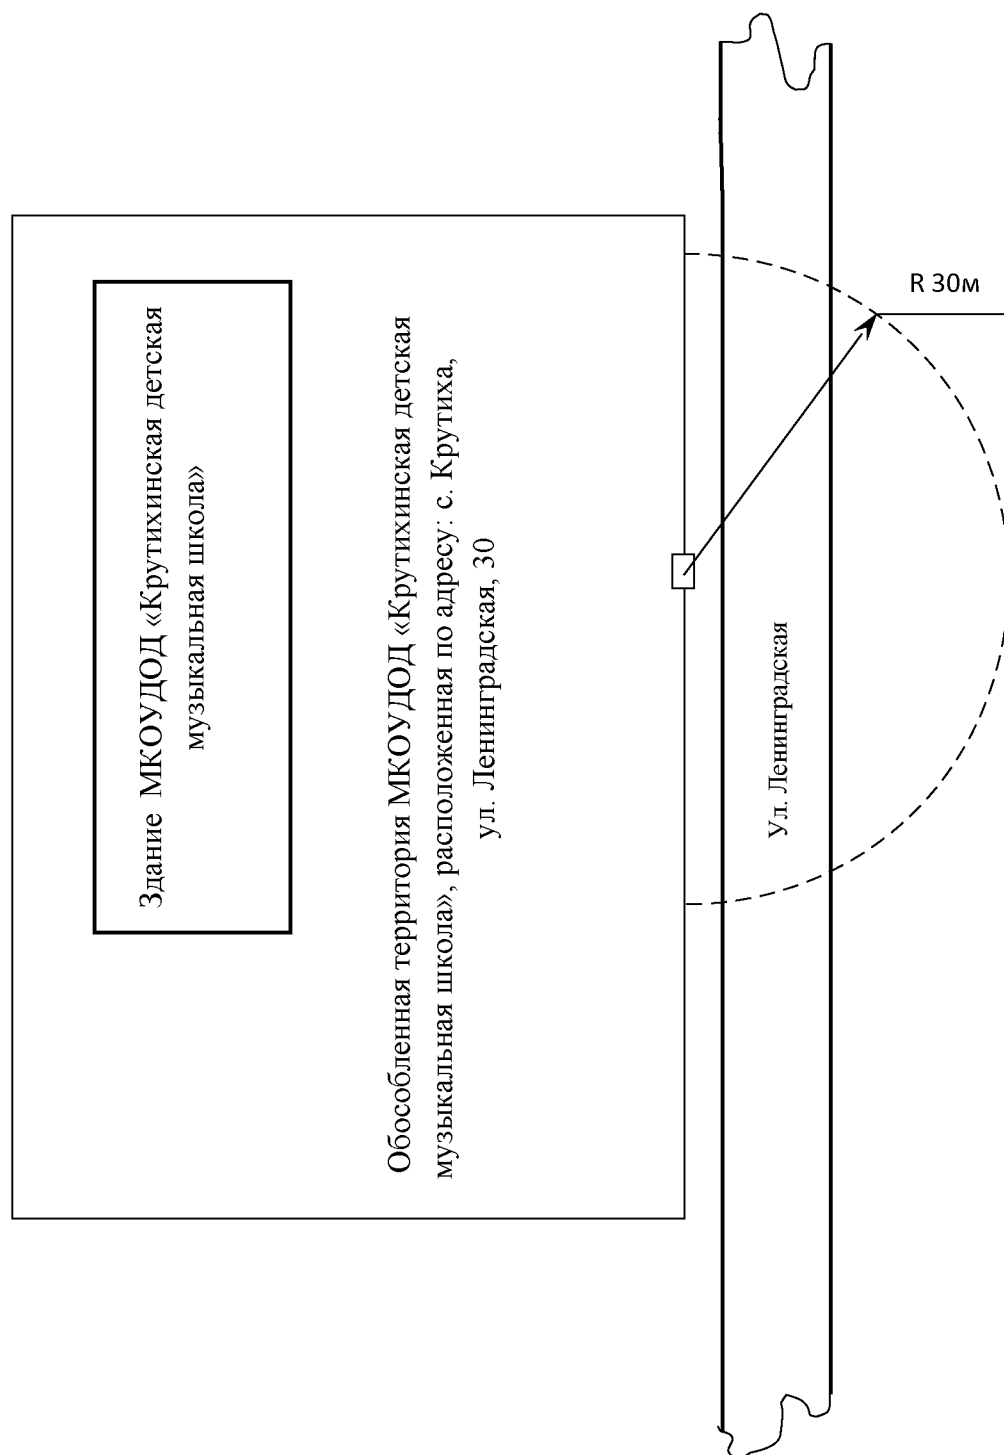 Здание МКОУДОД «Крутихинская детская
музыкальная школа»
Обособленная территория МКОУДОД «Крутихинская детская
музыкальная школа», расположенная по адресу: с. Крутиха,
ул. Ленинградская, 30
Ул. Ленинградская
R 30м